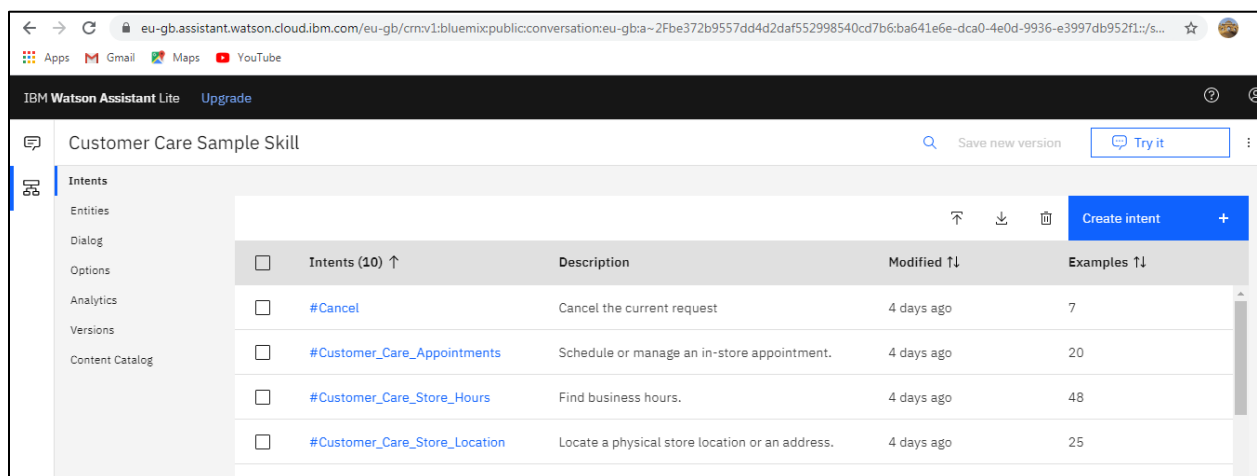 eu-gb.assistant.watson.cloud.ibm.com/eu-gb/crn:v1:bluemix:public:conversation:eu-gb:a~2Fbe372b9557dd4d2daf552998540cd7b6:ba641e6e-dca0-4e0d-9936-e3997db952f1::/s...
Apps Gmail Maps YouTube
IBM Watson Assistant Lite Upgrade
Customer Care Sample Skill Save new version Try it
Intents
Entities
Dialog
Options
Analytics
Versions
Content Catalog
Create intent +
Intents (10) ↑ Description Modified ↑↓ Examples ↑↓
#Cancel Cancel the current request 4 days ago 7
#Customer_Care_Appointments Schedule or manage an in-store appointment. 4 days ago 20
#Customer_Care_Store_Hours Find business hours. 4 days ago 48
#Customer_Care_Store_Location Locate a physical store location or an address. 4 days ago 25